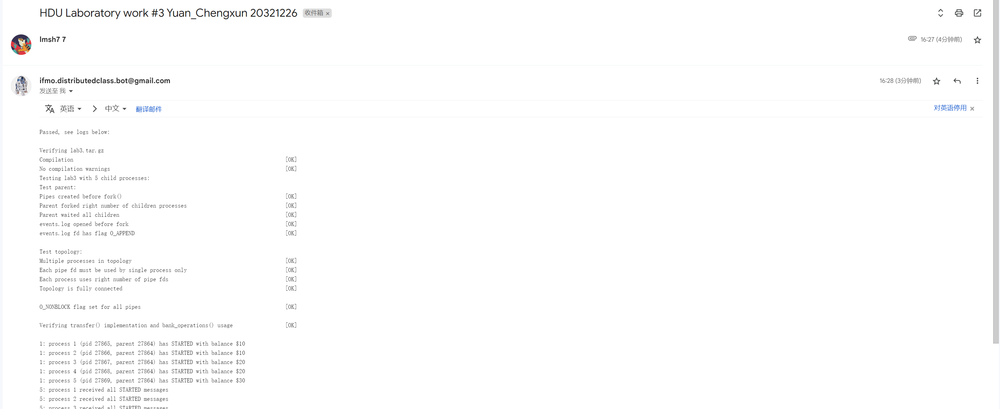 HDU Laboratory work #3 Yuan_Chengxun 20321226 收件箱 ×
lmsh7 7 16:27 (4分钟前)
ifmo.distributedclass.bot@gmail.com 16:28 (3分钟前)
发送至 我
英语 中文 翻译邮件 对英语停用 ×
Passed, see logs below:
Verifying lab3.tar.gz
Compilation [OK]
No compilation warnings [OK]
Testing lab3 with 5 child processes:
Test parent:
Pipes created before fork() [OK]
Parent forked right number of children processes [OK]
Parent waited all children [OK]
events.log opened before fork [OK]
events.log fd has flag O_APPEND [OK]
Test topology:
Multiple processes in topology [OK]
Each pipe fd must be used by single process only [OK]
Each process uses right number of pipe fds [OK]
Topology is fully connected [OK]
O_NONBLOCK flag set for all pipes [OK]
Verifying transfer() implementation and bank_operations() usage [OK]
1: process 1 (pid 27865, parent 27864) has STARTED with balance $10
1: process 2 (pid 27866, parent 27864) has STARTED with balance $10
1: process 3 (pid 27867, parent 27864) has STARTED with balance $20
1: process 4 (pid 27868, parent 27864) has STARTED with balance $20
1: process 5 (pid 27869, parent 27864) has STARTED with balance $30
5: process 1 received all STARTED messages
5: process 2 received all STARTED messages
5: process 3 received all STARTED messages